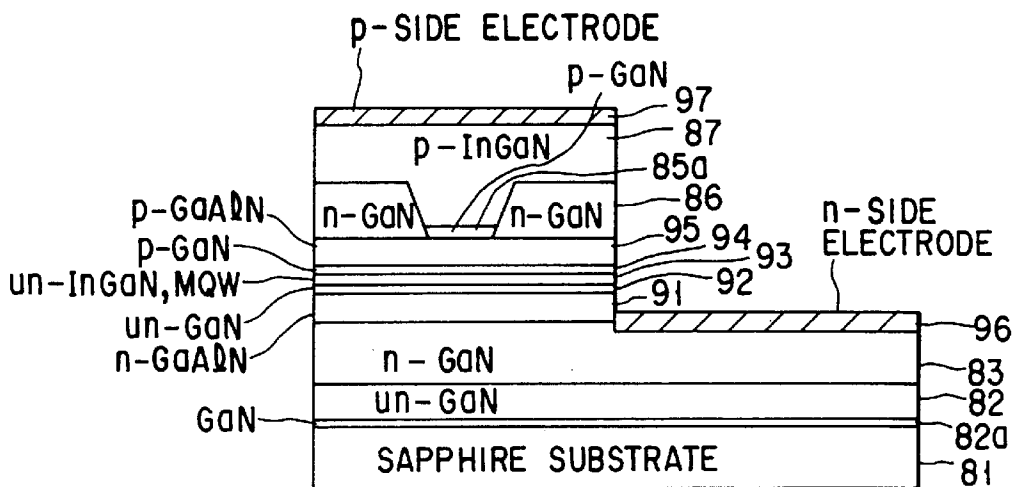 p-SIDE ELECTRODE
p-GaN
97
87
p-InGaN
85a
n-GaN
n-GaN
86
p-GaAlN
n-SIDE
ELECTRODE
95
94
p-GaN
93
un-InGaN, MQW
92
91
un-GaN
96
n-GaAlN
n-GaN
83
un-GaN
82
GaN
82a
SAPPHIRE SUBSTRATE
81